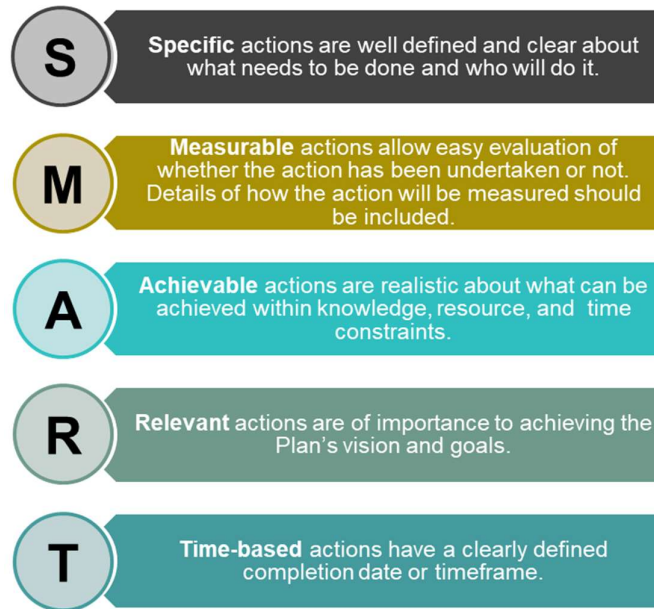 S
Specific actions are well defined and clear about
what needs to be done and who will do it.
M
Measurable actions allow easy evaluation of
whether the action has been undertaken or not.
Details of how the action will be measured should
be included.
A
Achievable actions are realistic about what can be
achieved within knowledge, resource, and time
constraints.
R
Relevant actions are of importance to achieving the
Plan's vision and goals.
T
Time-based actions have a clearly defined
completion date or timeframe.